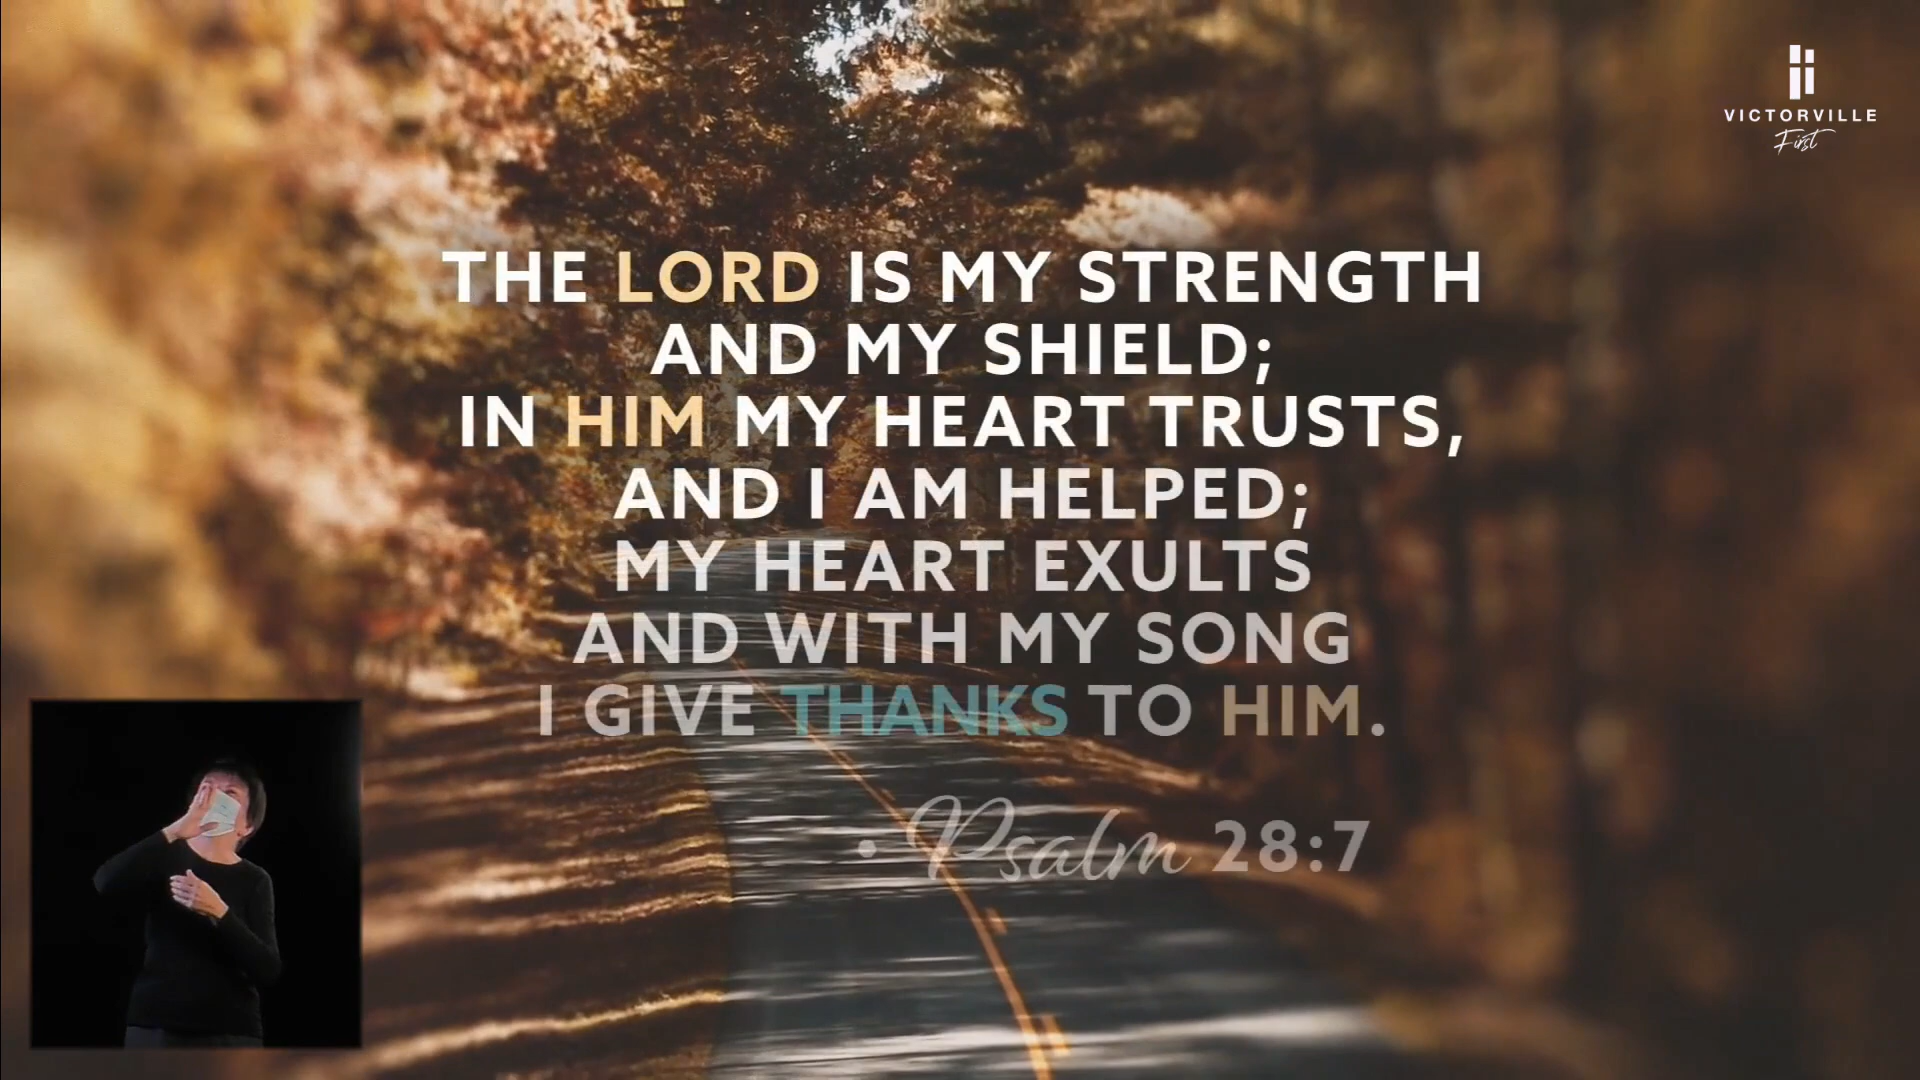 VICTORVILLE
First
THE LORD IS MY STRENGTH
AND MY SHIELD;
IN HIM MY HEART TRUSTS,
AND I AM HELPED;
MY HEART EXULTS
AND WITH MY SONG
I GIVE THANKS TO HIM.
• Psalm 28:7